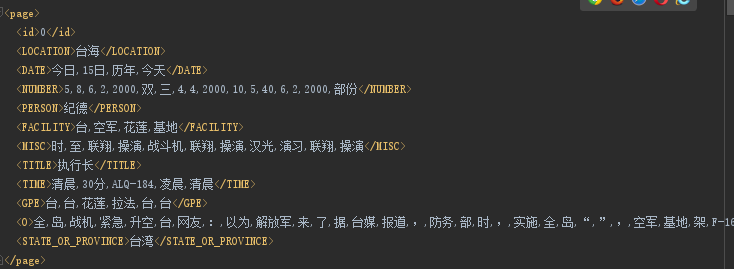 <page>
<id>0</id>
<LOCATION>台海</LOCATION>
<DATE>今日,15日,历年,今天</DATE>
<NUMBER>5,8,6,2,2000,双,三,4,4,2000,10,5,40,6,2,2000,部份</NUMBER>
<PERSON>纪德</PERSON>
<FACILITY>台,空军,花莲,基地</FACILITY>
<MISC>时,至,联翔,操演,战斗机,联翔,操演,汉光,演习,联翔,操演</MISC>
<TITLE>执行长</TITLE>
<TIME>清晨,30分,ALQ-184,凌晨,清晨</TIME>
<GPE>台,台,花莲,拉法,台,台</GPE>
<O>全,岛,战机,紧急,升空,台,网友,：,以为,解放军,来,了,据,台媒,报道,，,防务,部,时,，,实施,全,岛,“,”,，,空军,基地,架,F-16
<STATE_OR_PROVINCE>台湾</STATE_OR_PROVINCE>
</page>